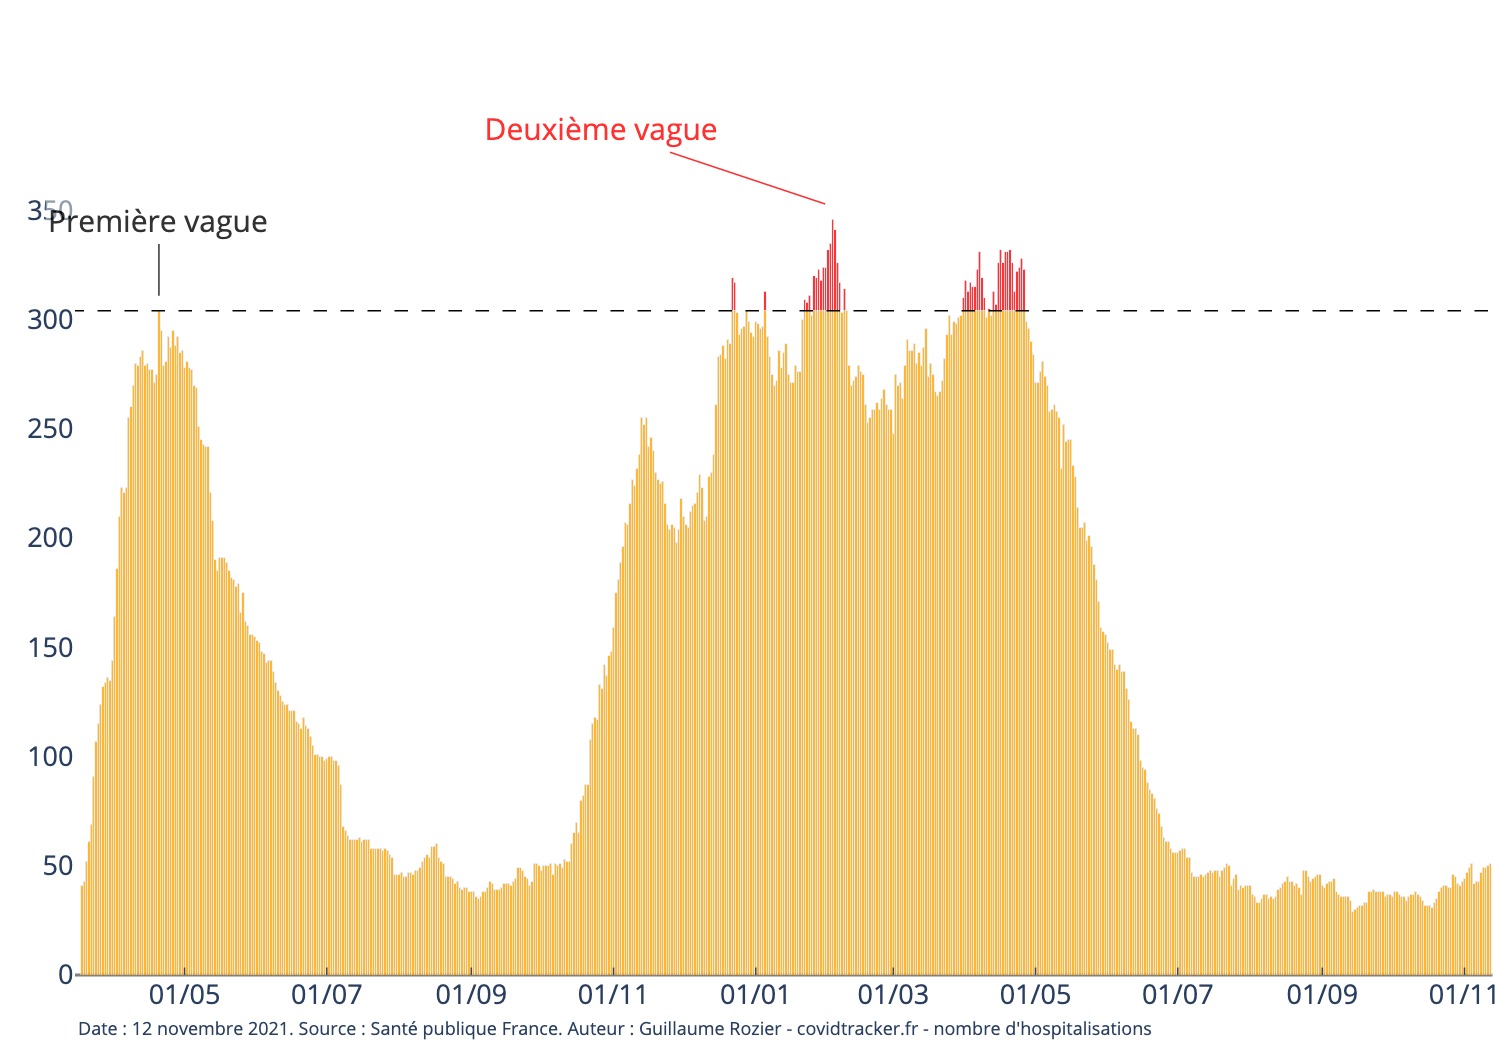 Deuxième vague
350
Première vague
300
250
200
150
100
50
0
01/05 01/07 01/09 01/11 01/01 01/03 01/05 01/07 01/09 01/11
Date : 12 novembre 2021. Source : Santé publique France. Auteur : Guillaume Rozier - covidtracker.fr - nombre d'hospitalisations